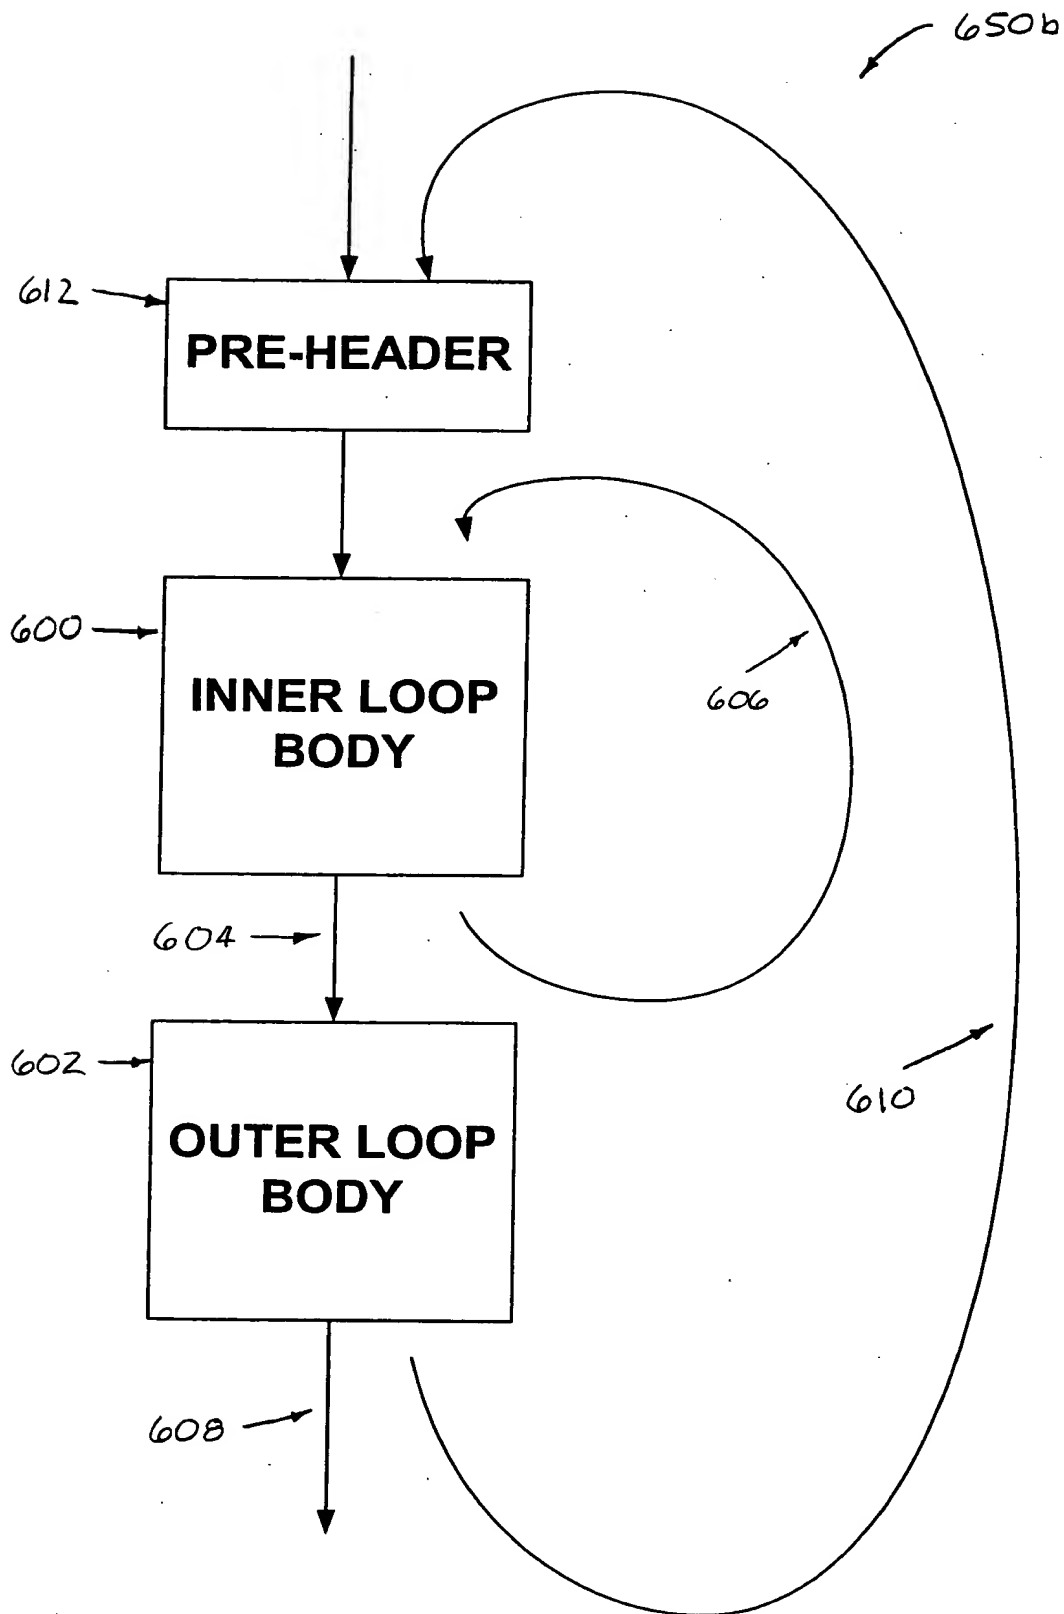 650b
612
PRE-HEADER
600
INNER LOOP
BODY
606
604
602
OUTER LOOP
BODY
610
608